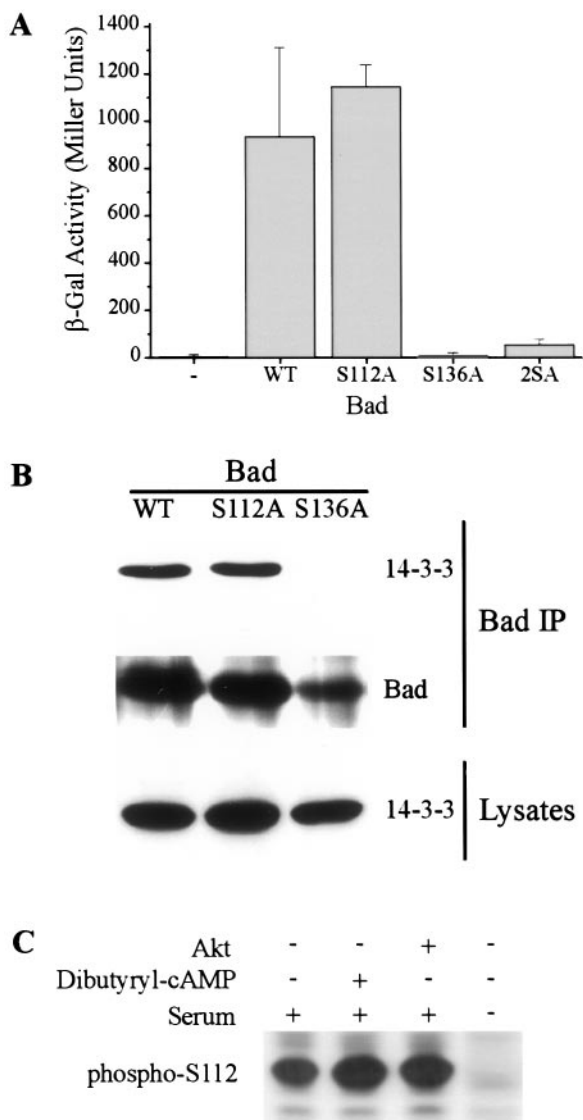 A
β-Gal Activity (Miller Units)
1400
1200
1000
800
600
400
200
0
- WT S112A S136A 2SA
Bad
B
Bad
WT S112A S136A
14-3-3
Bad
Bad IP
14-3-3
Lysates
C
Akt - - + -
Dibutyryl-cAMP - + - -
Serum + + + -
phospho-S112